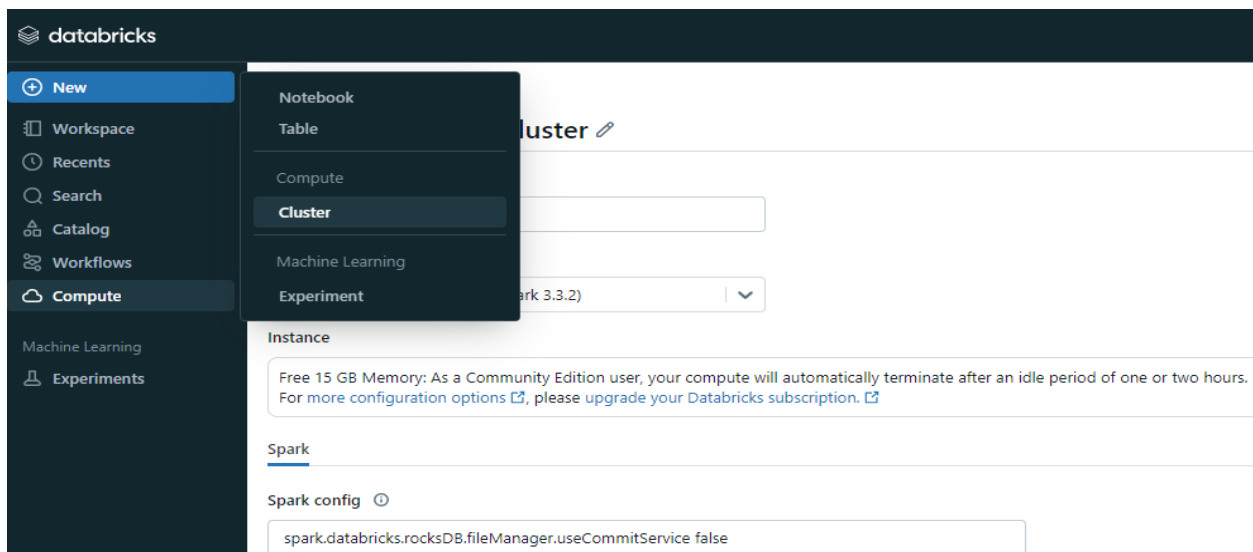 databricks
New
Workspace
Recents
Search
Catalog
Workflows
Compute
Machine Learning
Experiments
Notebook
Table
Compute
Cluster
Machine Learning
Experiment
3.3.2)
Instance
Free 15 GB Memory: As a Community Edition user, your compute will automatically terminate after an idle period of one or two hours.
For more configuration options, please upgrade your Databricks subscription.
Spark
Spark config
spark.databricks.rocksDB.fileManager.useCommitService false